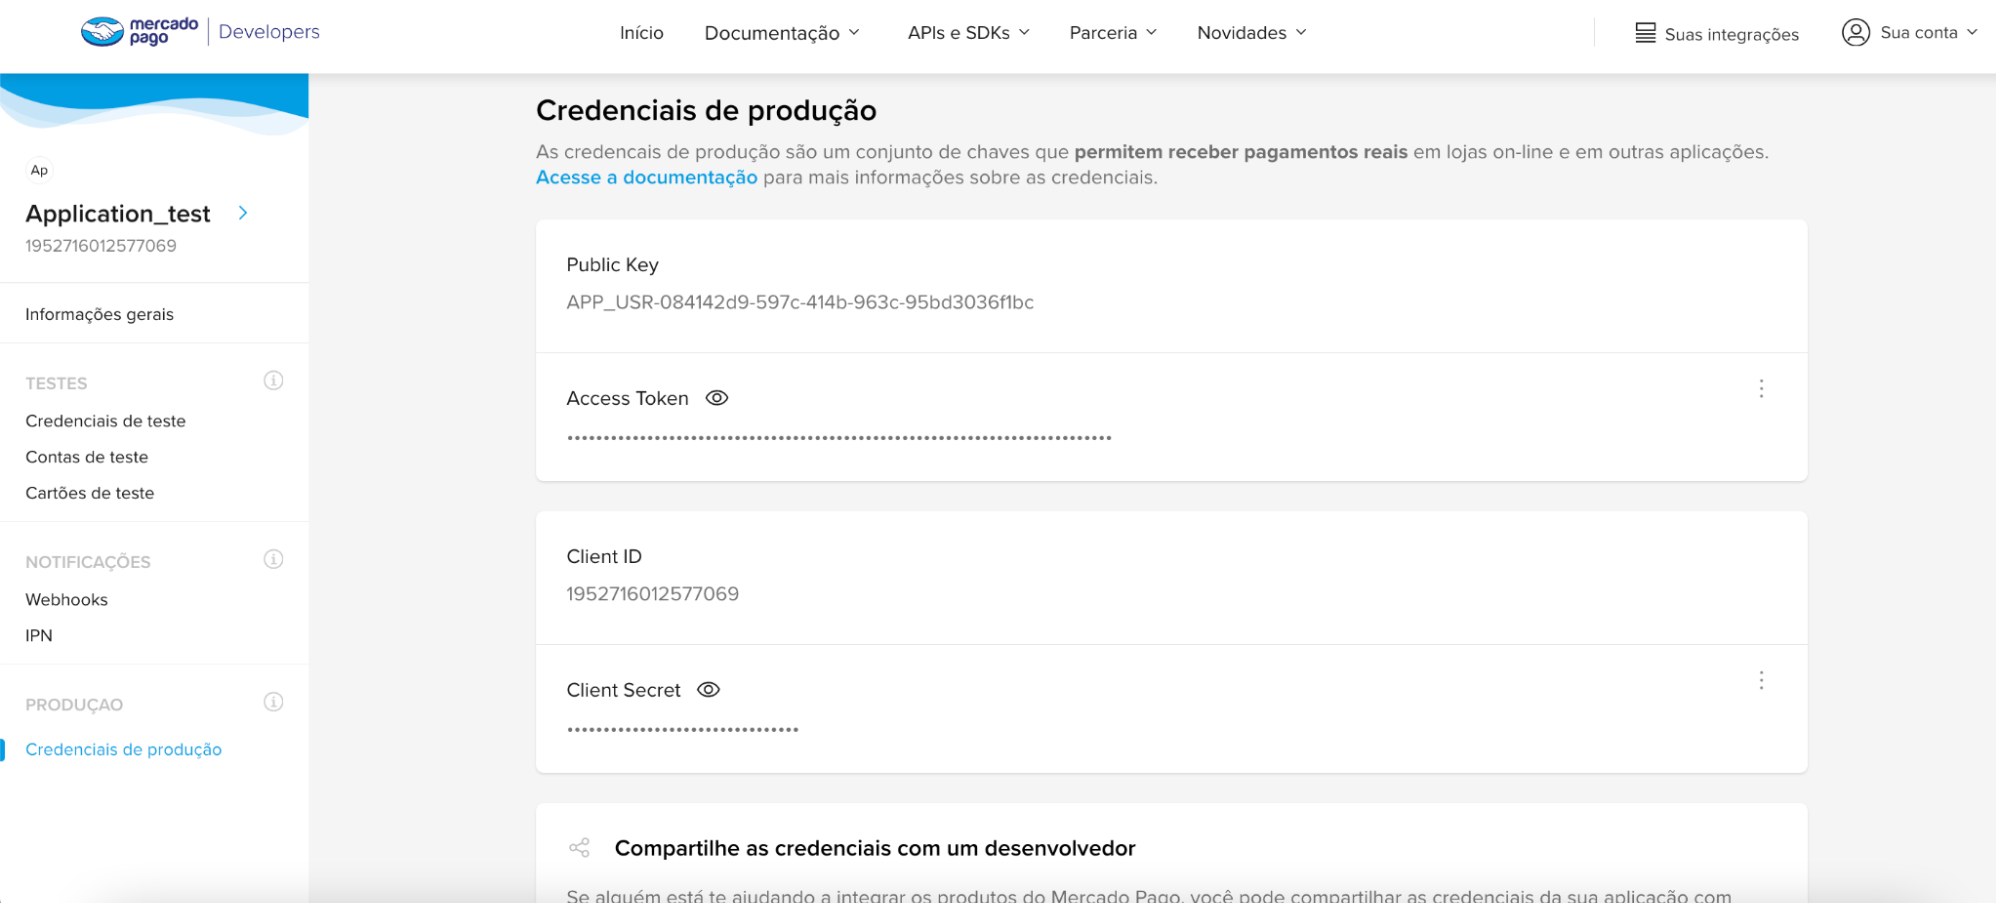 mercado pago | Developers
Início
Documentação
APIs e SDKs
Parceria
Novidades
Suas integrações
Sua conta
Ap
Application_test
1952716012577069
Informações gerais
TESTES
Credenciais de teste
Contas de teste
Cartões de teste
NOTIFICAÇÕES
Webhooks
IPN
PRODUÇAO
Credenciais de produção
Credenciais de produção
As credencais de produção são um conjunto de chaves que permitem receber pagamentos reais em lojas on-line e em outras aplicações.
Acesse a documentação para mais informações sobre as credenciais.
Public Key
APP_USR-084142d9-597c-414b-963c-95bd3036f1bc
Access Token
Client ID
1952716012577069
Client Secret
Compartilhe as credenciais com um desenvolvedor
Se alguém está te ajudando a integrar os produtos do Mercado Pago, você pode compartilhar as credenciais da sua aplicação com